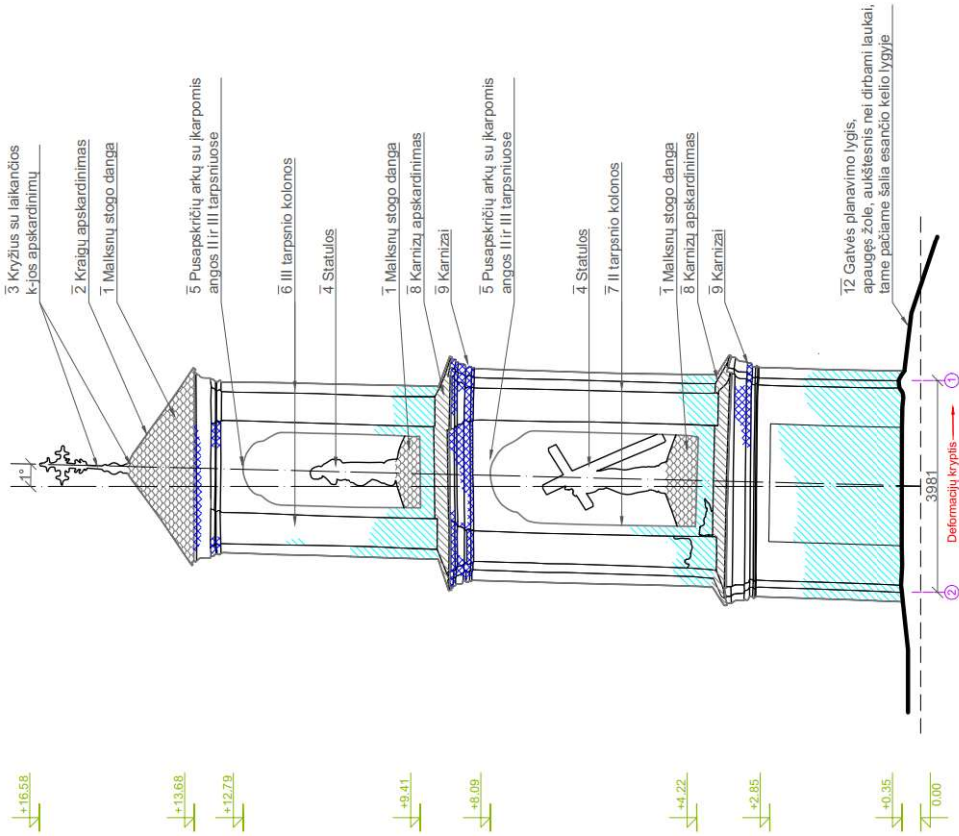 3 Kryžius su laikančios
k-jos apskardinimų
2 Kraigų apskardinimas
1 Malksnų stogo danga
5 Pusapskričių arkų su įkarpomis
angos II ir III tarpsniuose
6 III tarpsnio kolonos
4 Statulos
1 Malksnų stogo danga
8 Karnizų apskardinimas
9 Karnizai
5 Pusapskričių arkų su įkarpomis
angos II ir III tarpsniuose
4 Statulos
7 II tarpsnio kolonos
1 Malksnų stogo danga
8 Karnizų apskardinimas
9 Karnizai
12 Gatvės planavimo lygis,
apaugęs žole, aukštesnis nei dirbami laukai,
tame pačiame šalia esančio kelio lygyje
1°
3981
2
1
Deformacijų kryptis
+16.58
+13.68
+12.79
+9.41
+8.09
+4.22
+2.85
+0.35
0.00